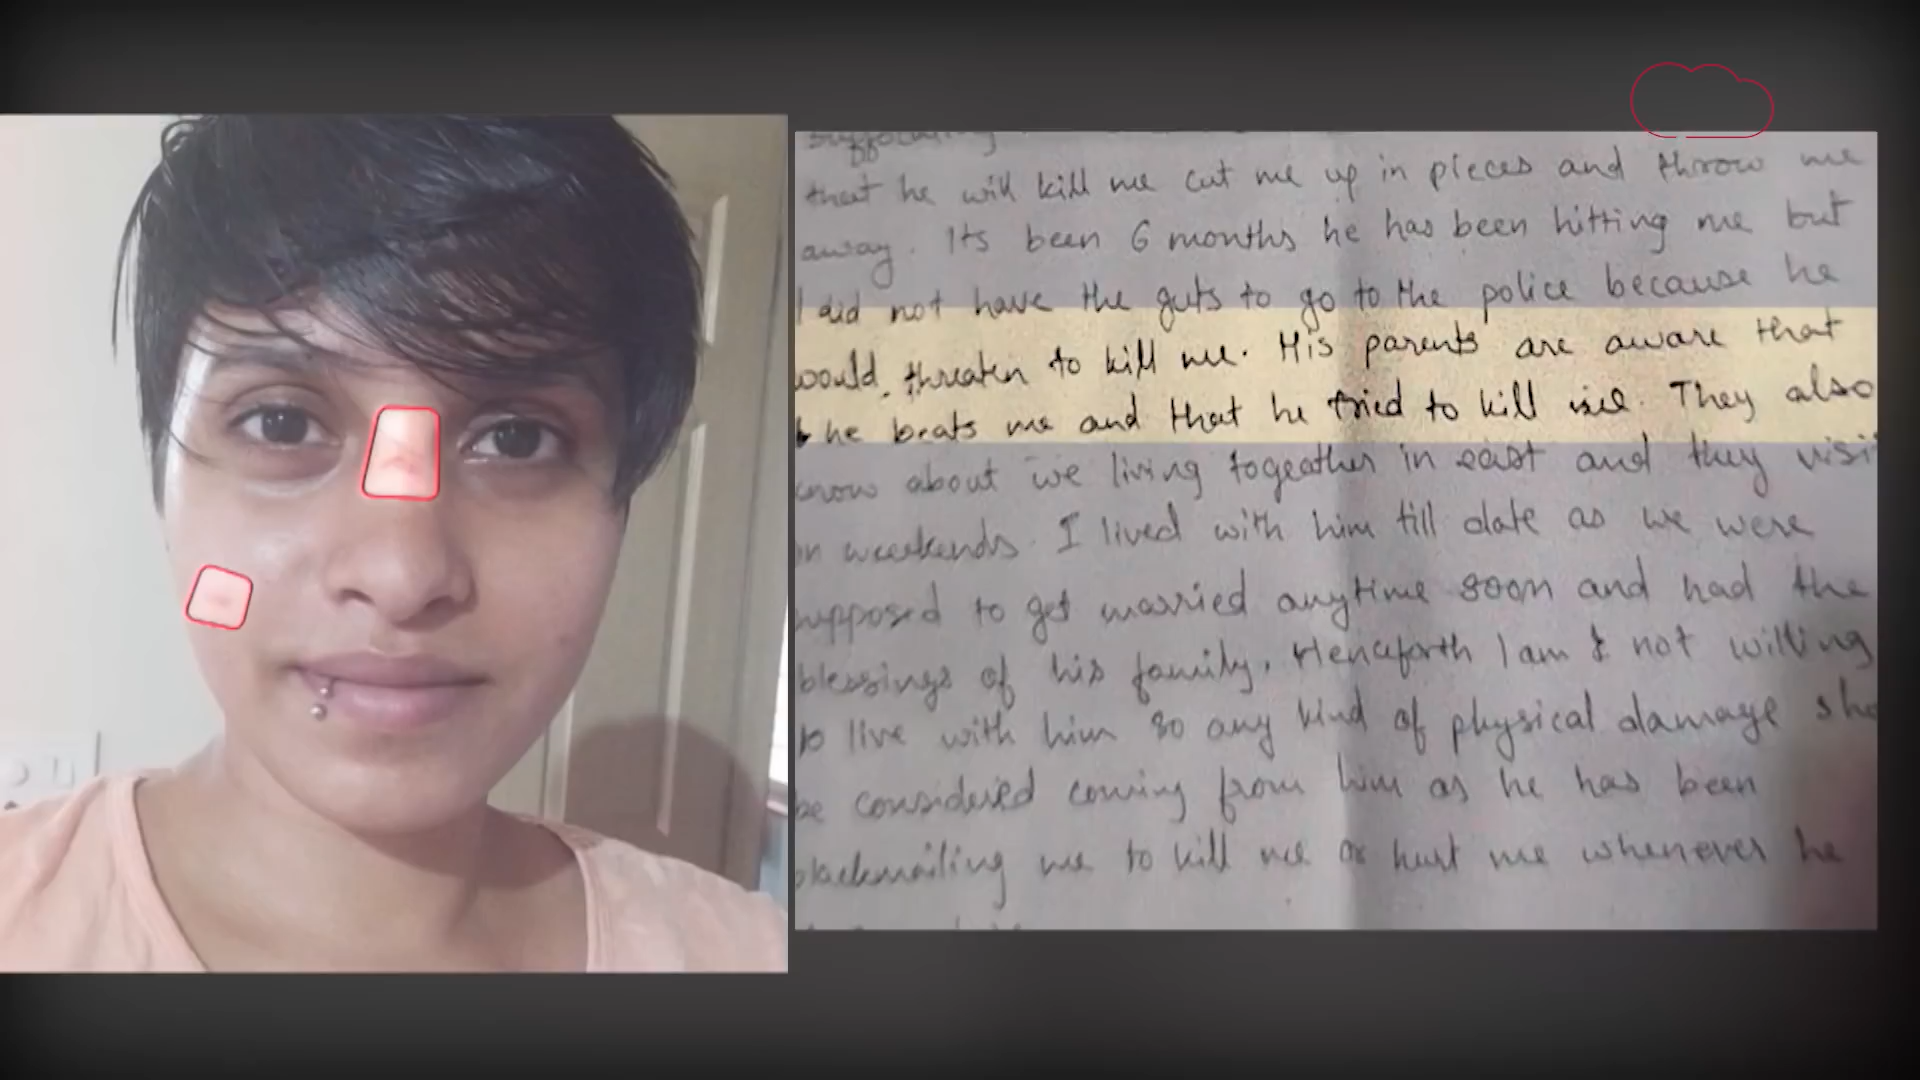 that he will kill me cut me up in pieces and throw me
away. Its been 6 months he has been hitting me but
I did not have the guts to go to the police because he
would threaten to kill me. His parents are aware that
he beats me and that he tried to kill me. They also
know about we living togeather in east and they visit
on weekends. I lived with him till date as we were
supposed to get married anytime soon and had the
blessings of his family. Henceforth I am not willing
to live with him so any kind of physical damage sho
be considered coming from him as he has been
blackmailing me to kill me or hurt me whenever he